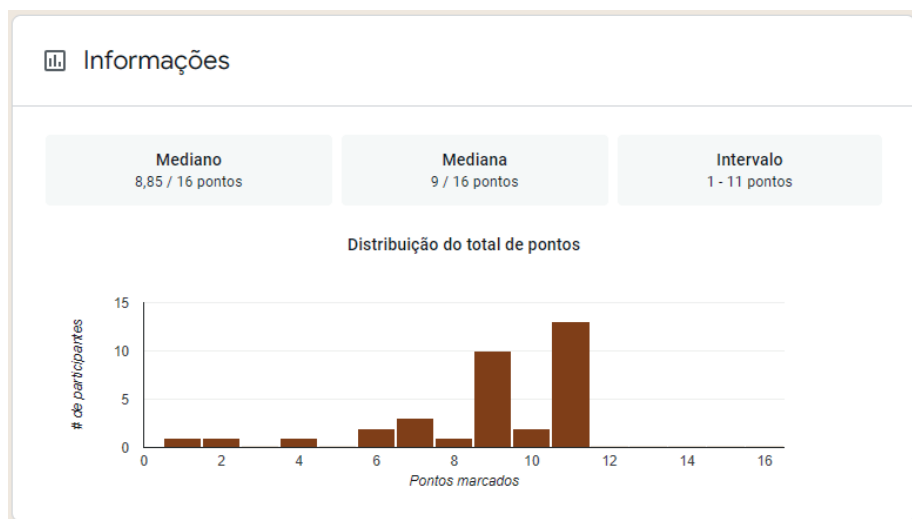 Informações
Mediano
8,85 / 16 pontos
Mediana
9 / 16 pontos
Intervalo
1 - 11 pontos
Distribuição do total de pontos
# de participantes
15
10
5
0
0 2 4 6 8 10 12 14 16
Pontos marcados